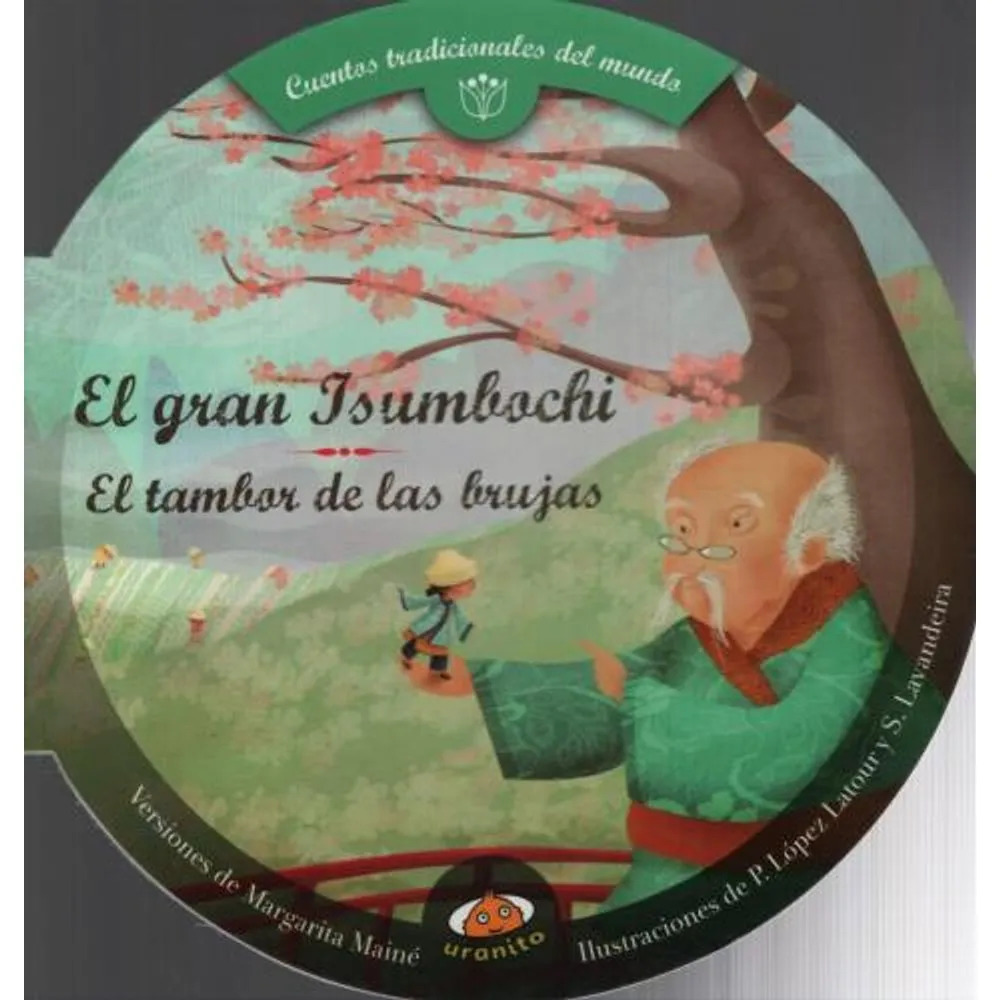 Cuentos tradicionales del mundo
El gran Isumbochi
El tambor de las brujas
Versiones de Margarita Mainé
uranito
Ilustraciones de P. López Latour y S. Lavandeira